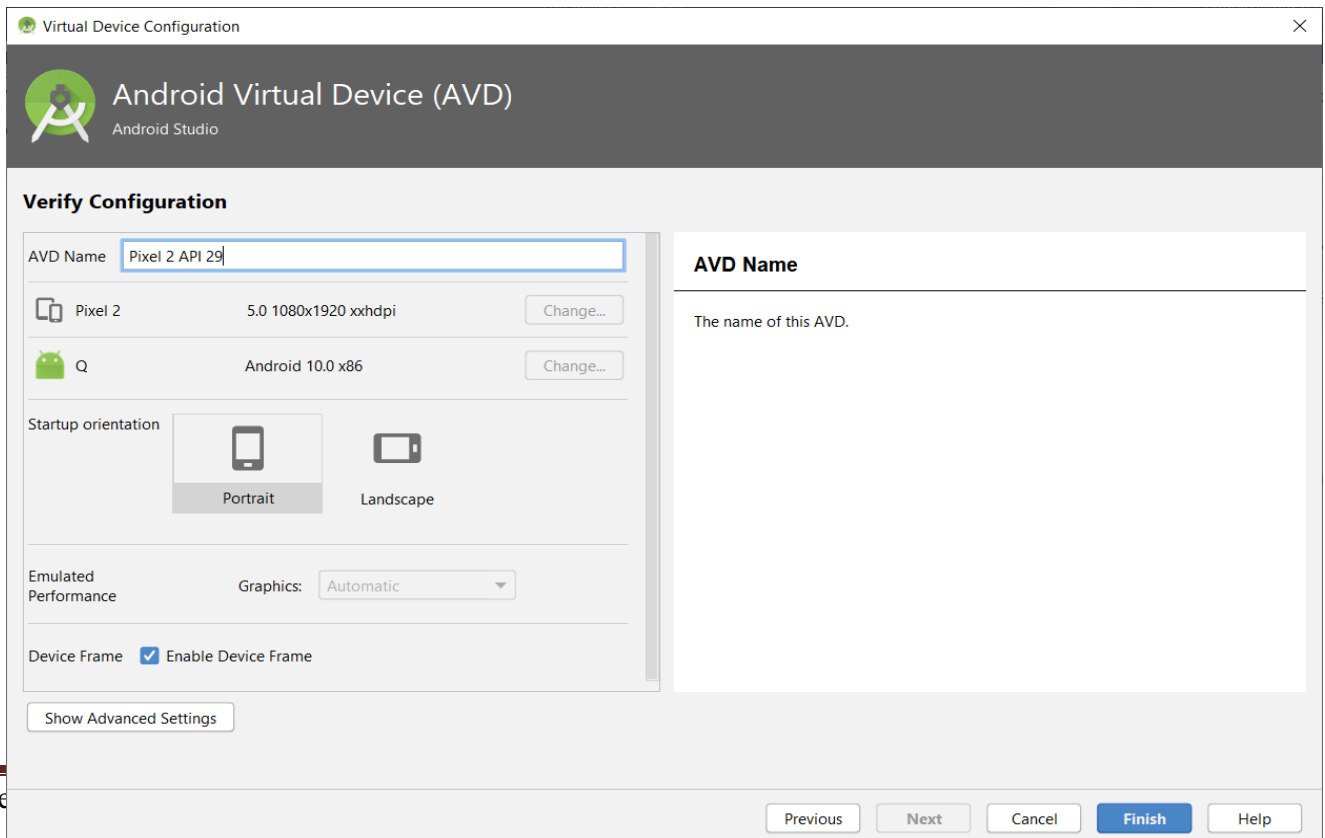 Virtual Device Configuration
Android Virtual Device (AVD)
Android Studio
Verify Configuration
AVD Name Pixel 2 API 29
Pixel 2 5.0 1080x1920 xxhdpi Change...
Q Android 10.0 x86 Change...
Startup orientation
Portrait Landscape
Emulated
Performance Graphics: Automatic
Device Frame Enable Device Frame
Show Advanced Settings
AVD Name
The name of this AVD.
Previous Next Cancel Finish Help